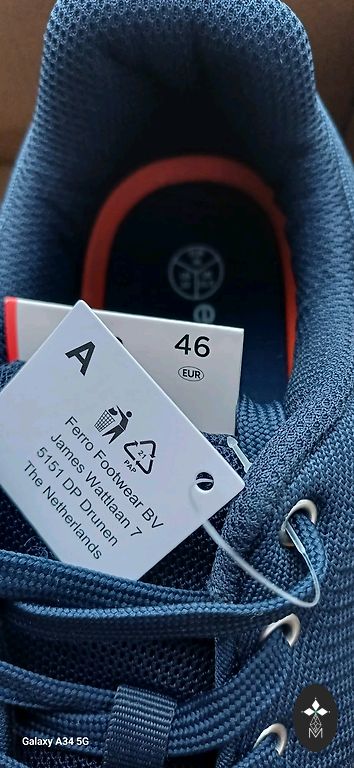 46
EUR
A
21
PAP
Ferro Footwear BV
James Wattlaan 7
5151 DP Drunen
The Netherlands
e
Galaxy A34 5G
M